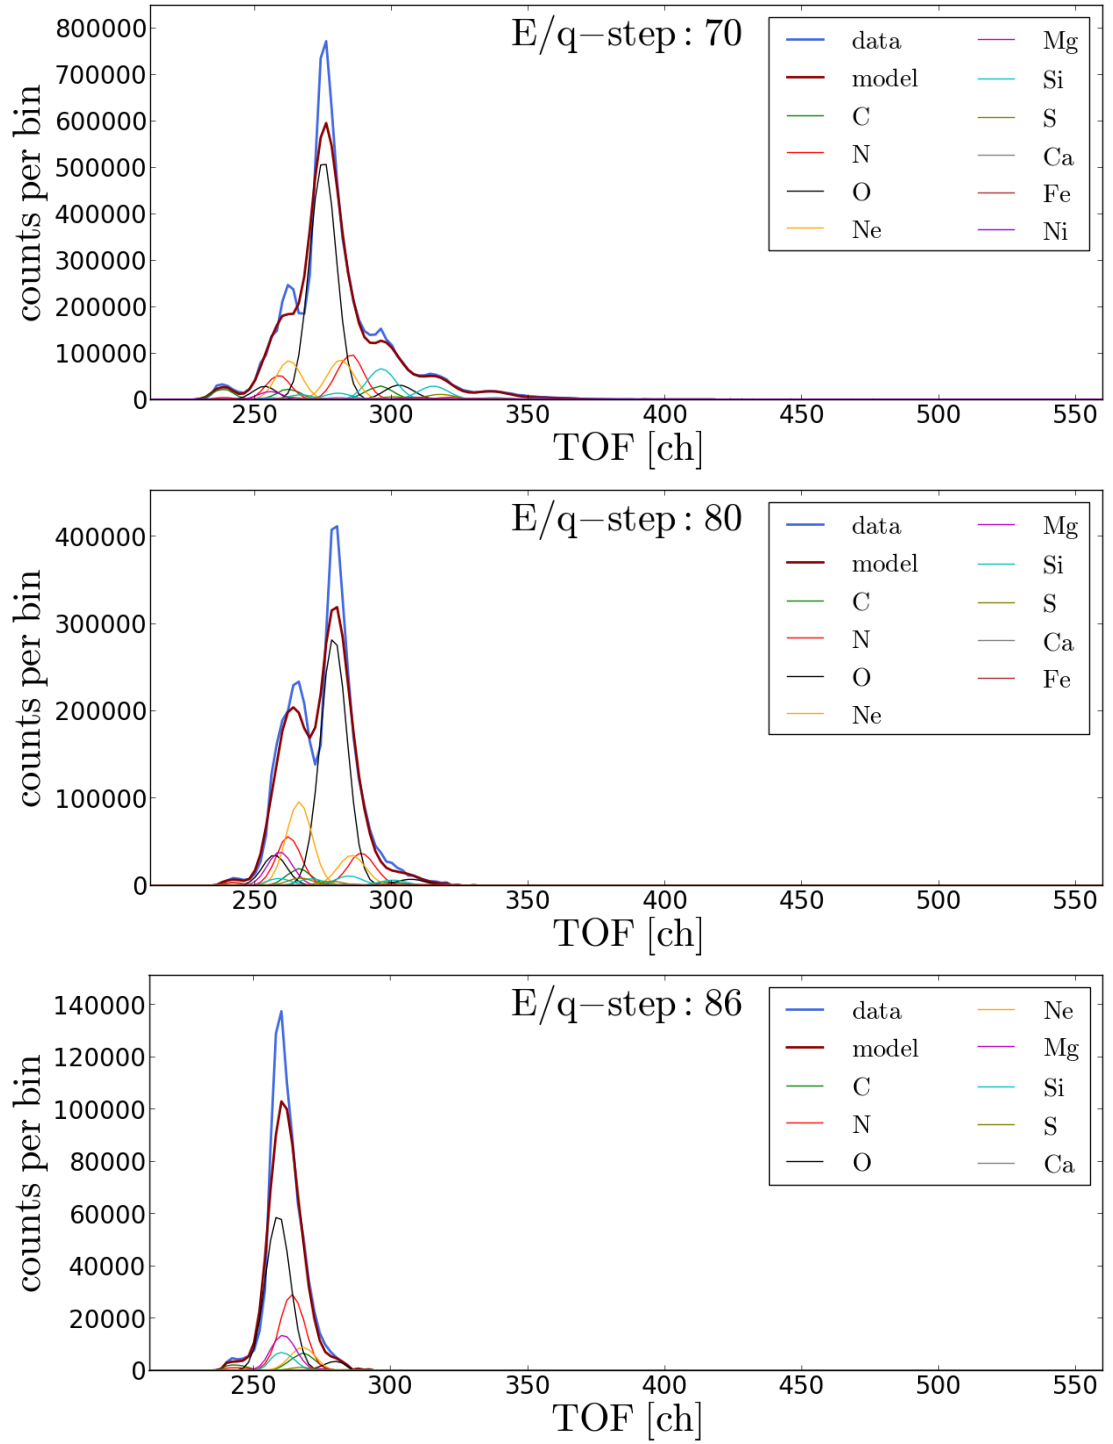 E/q−step: 70
counts per bin
800000
700000
600000
500000
400000
300000
200000
100000
0
data Mg
model Si
C S
N Ca
O Fe
Ne Ni
250 300 350 400 450 500 550
TOF [ch]
E/q−step: 80
counts per bin
400000
300000
200000
100000
0
data Mg
model Si
C S
N Ca
O Fe
Ne
250 300 350 400 450 500 550
TOF [ch]
E/q−step: 86
counts per bin
140000
120000
100000
80000
60000
40000
20000
0
data Ne
model Mg
C Si
N S
O Ca
250 300 350 400 450 500 550
TOF [ch]